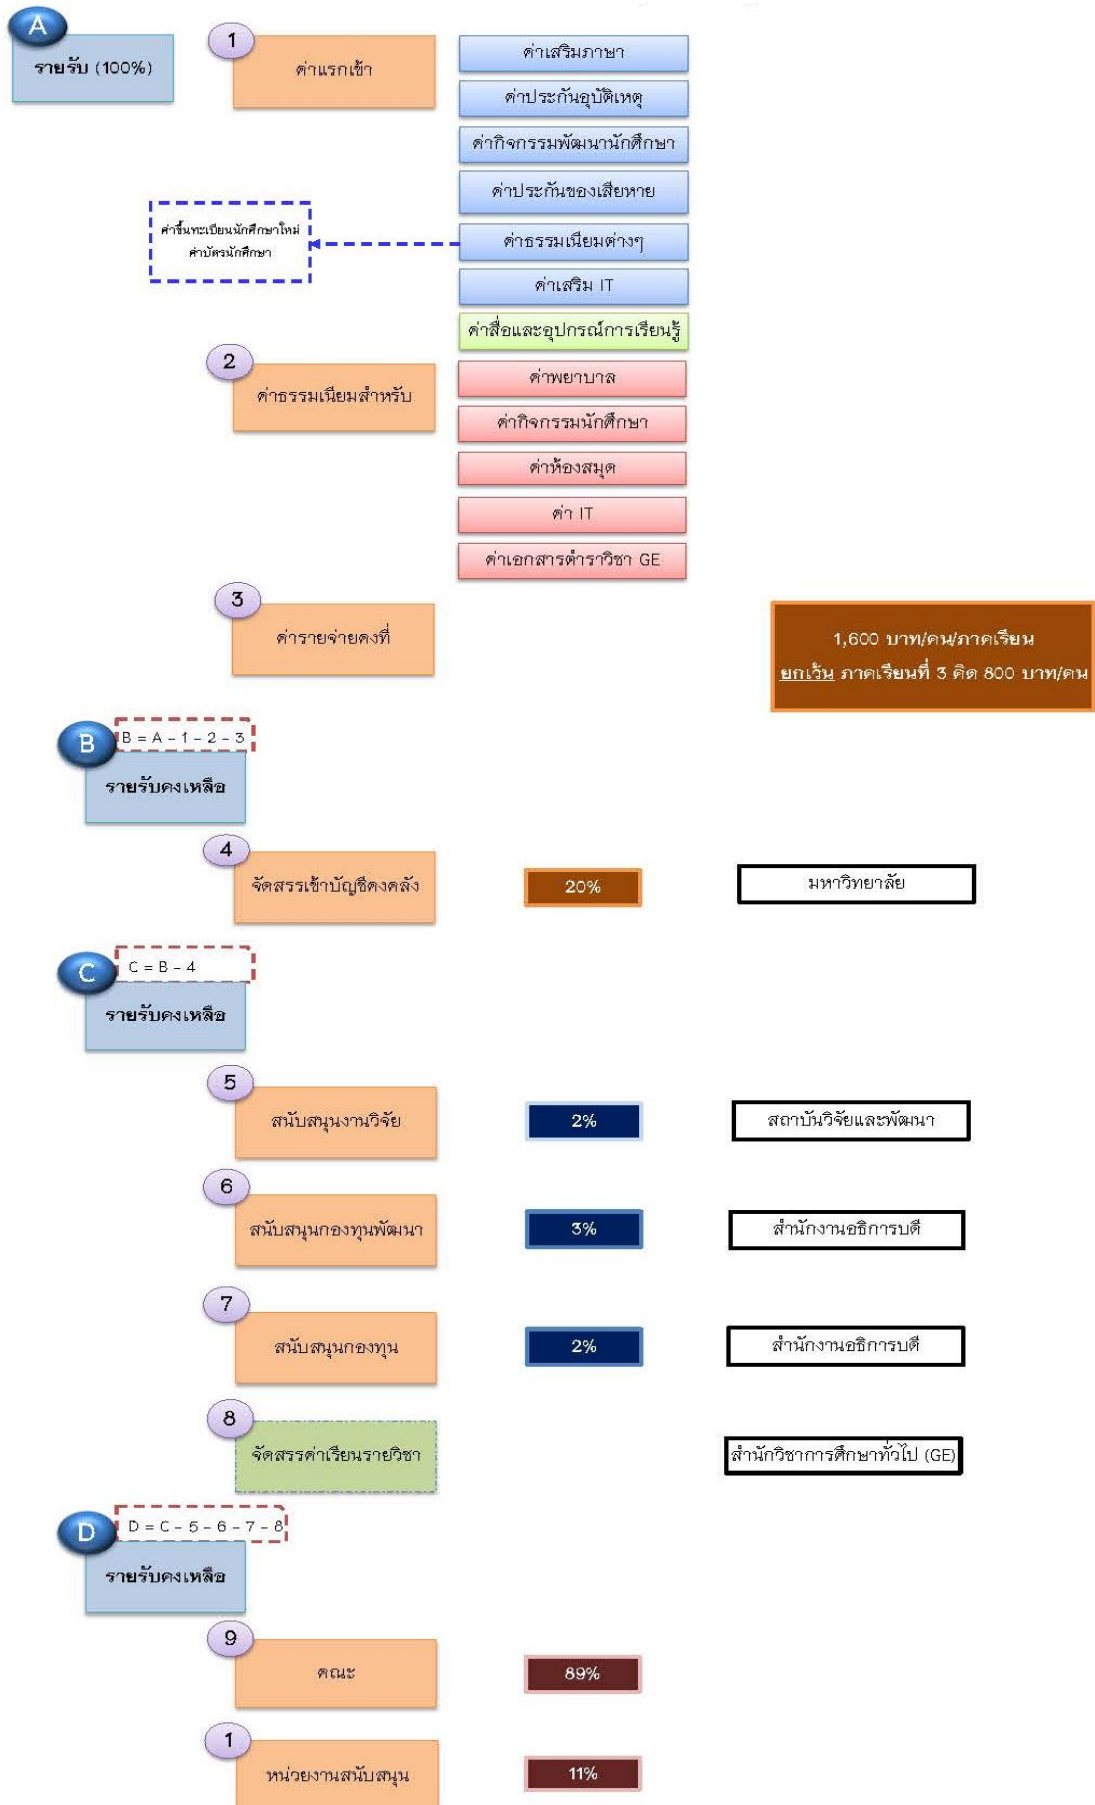 A
รายรับ (100%)
1
ค่าแรกเข้า
ค่าเสริมภาษา
ค่าประกันอุบัติเหตุ
ค่ากิจกรรมพัฒนานักศึกษา
ค่าประกันของเสียหาย
ค่าขึ้นทะเบียนนักศึกษาใหม่
ค่าบัตรนักศึกษา
ค่าธรรมเนียมต่างๆ
ค่าเสริม IT
ค่าสื่อและอุปกรณ์การเรียนรู้
2
ค่าธรรมเนียมสำหรับ
ค่าพยาบาล
ค่ากิจกรรมนักศึกษา
ค่าห้องสมุด
ค่า IT
ค่าเอกสารตำราวิชา GE
3
ค่ารายจ่ายคงที่
1,600 บาท/คน/ภาคเรียน
ยกเว้น ภาคเรียนที่ 3 คิด 800 บาท/คน
B
B = A - 1 - 2 - 3
รายรับคงเหลือ
4
จัดสรรเข้าบัญชีคงคลัง
20%
มหาวิทยาลัย
C
C = B - 4
รายรับคงเหลือ
5
สนับสนุนงานวิจัย
2%
สถาบันวิจัยและพัฒนา
6
สนับสนุนกองทุนพัฒนา
3%
สำนักงานอธิการบดี
7
สนับสนุนกองทุน
2%
สำนักงานอธิการบดี
8
จัดสรรค่าเรียนรายวิชา
สำนักวิชาการศึกษาทั่วไป (GE)
D
D = C - 5 - 6 - 7 - 8
รายรับคงเหลือ
9
คณะ
89%
1
หน่วยงานสนับสนุน
11%